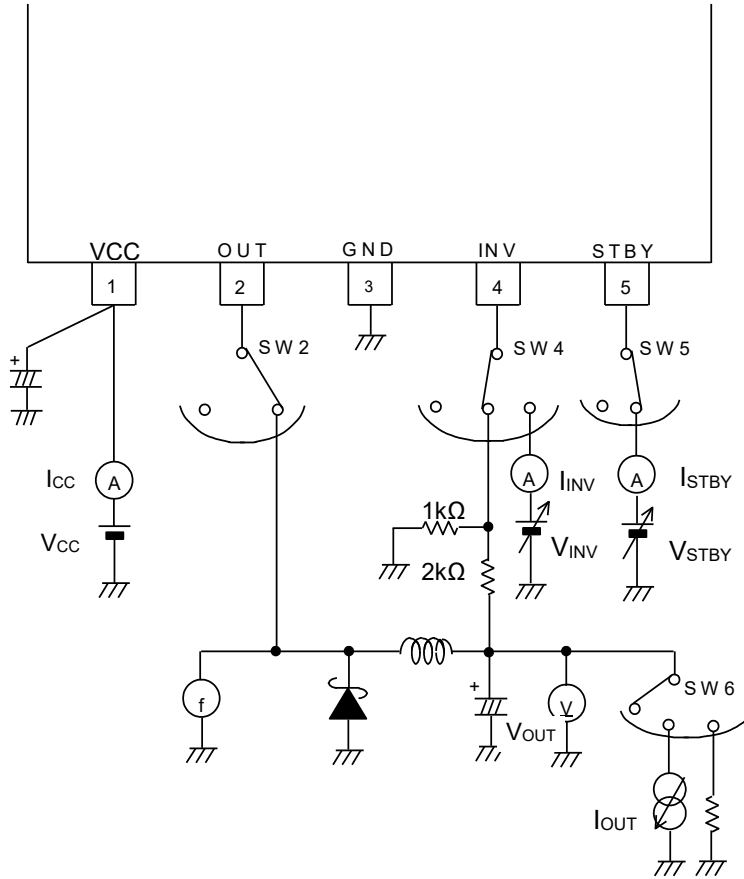 VCC OUT GND INV STBY
1 2 3 4 5
SW2 SW4 SW5
+
ICC A
A IINV
A ISTBY
VCC
1kΩ
VINV
VSTBY
2kΩ
SW6
f
+
VOUT
V
IOUT